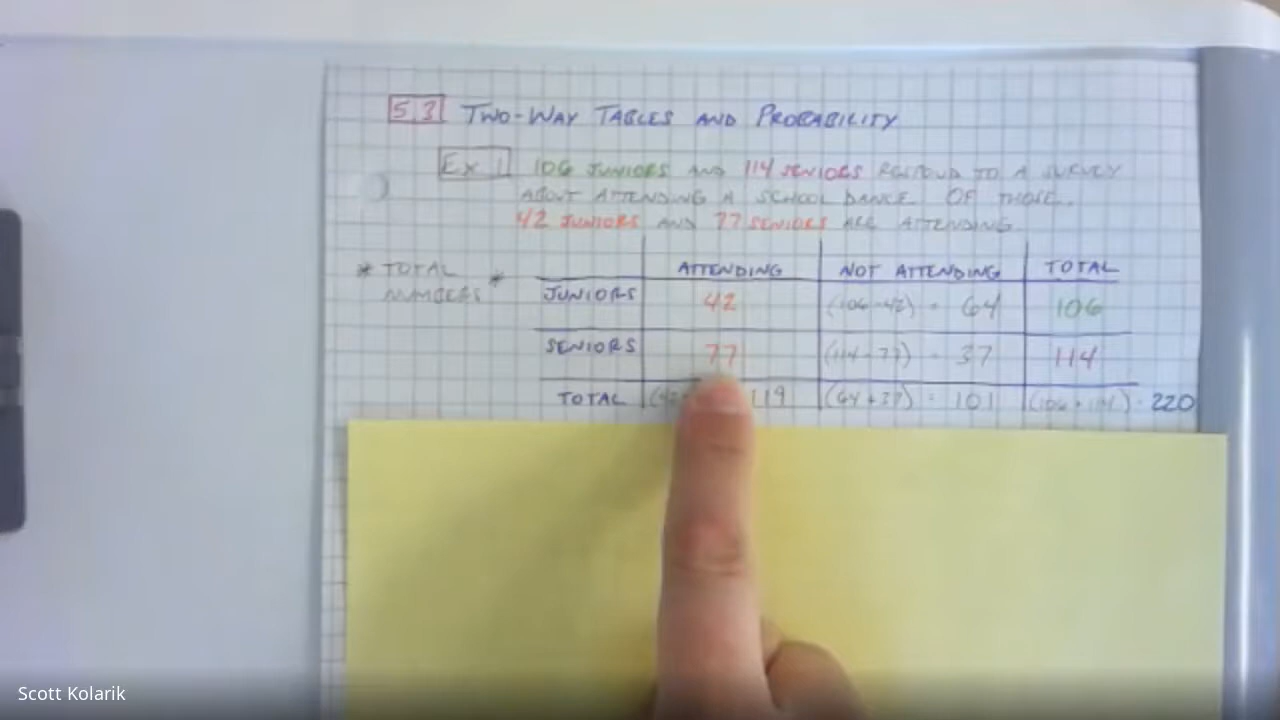 5.3 TWO-WAY TABLES AND PROBABILITY
Ex 1 106 JUNIORS AND 114 SENIORS RESPOND TO A SURVEY
ABOUT ATTENDING A SCHOOL DANCE. OF THOSE,
42 JUNIORS AND 77 SENIORS ARE ATTENDING.
* TOTAL NUMBERS *
ATTENDING NOT ATTENDING TOTAL
JUNIORS 42 (106-42) = 64 106
SENIORS 77 (114-77) = 37 114
TOTAL (42 119 (64+37) = 101 (106+114) = 220
Scott Kolarik